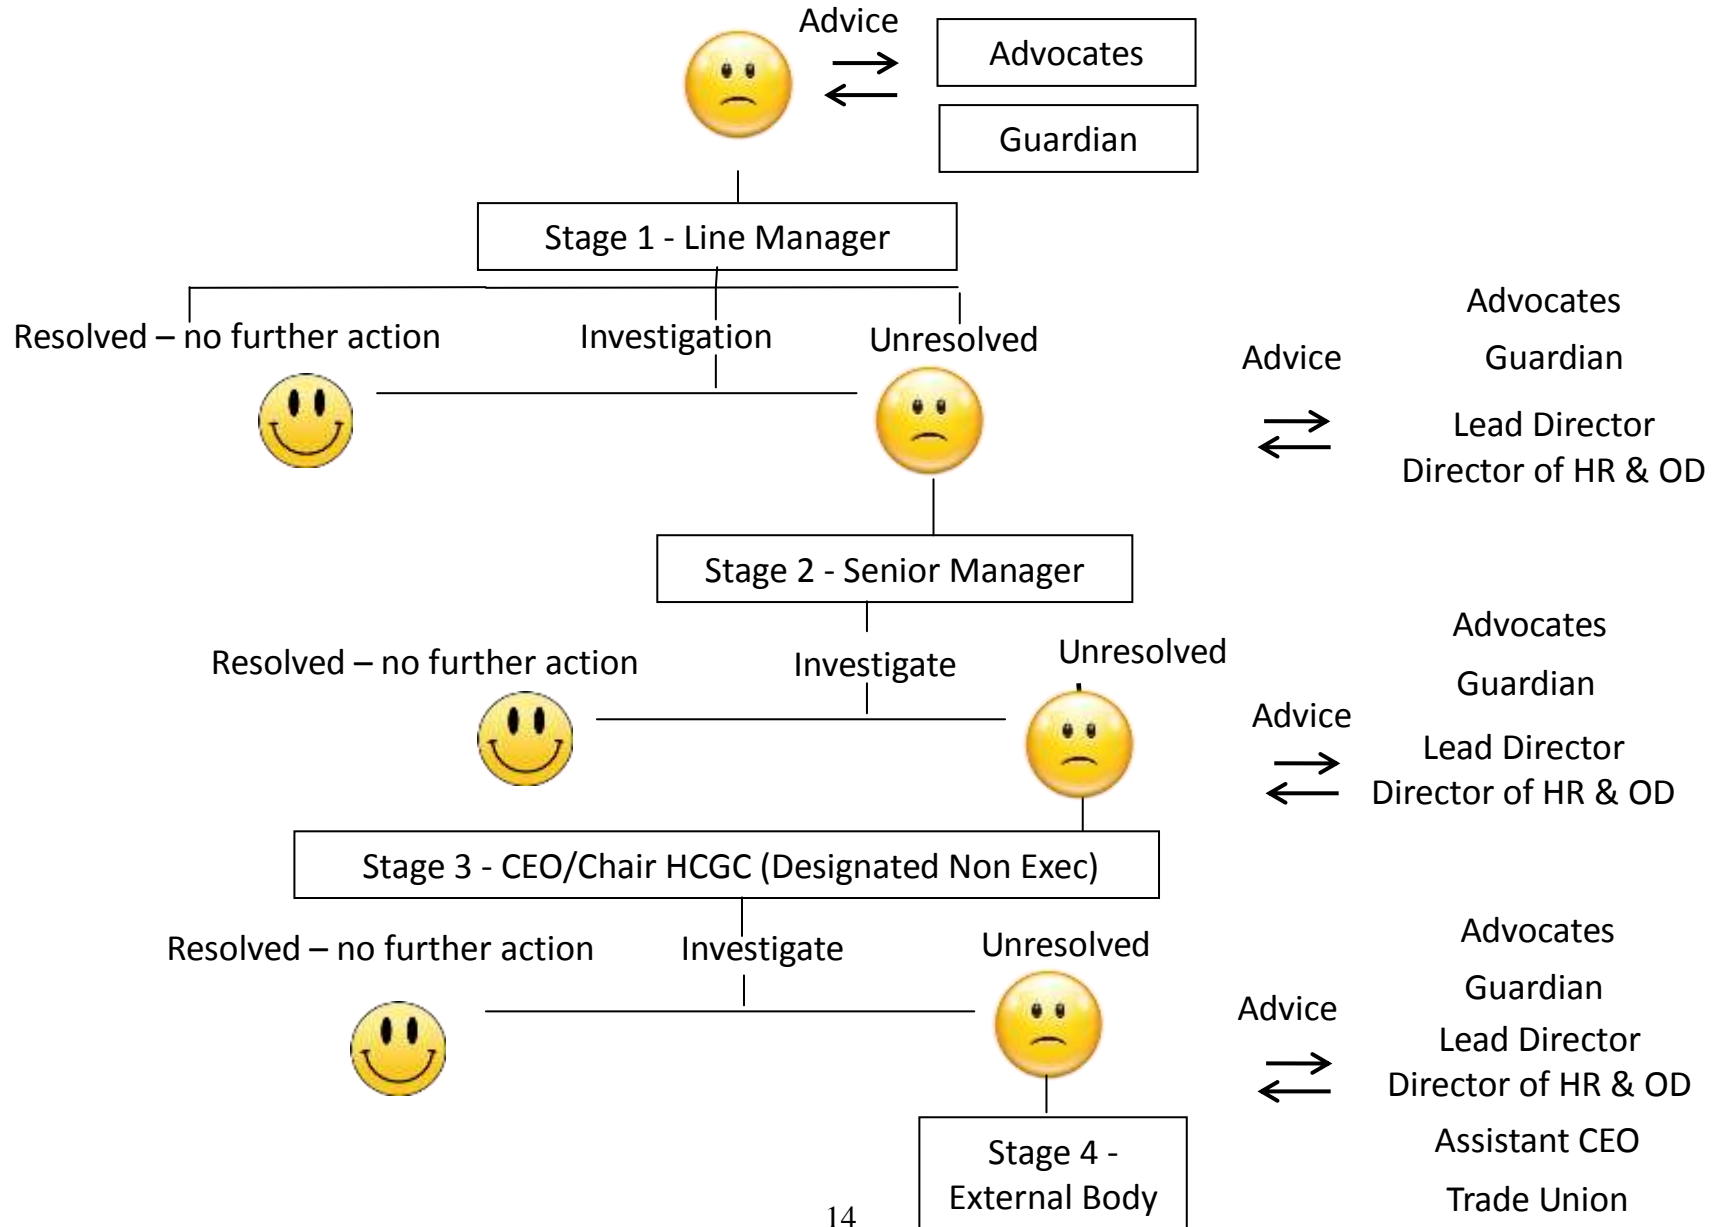 Advice
Advocates
Guardian
Stage 1 - Line Manager
Resolved – no further action
Investigation
Unresolved
Advice
Advocates
Guardian
Lead Director
Director of HR & OD
Stage 2 - Senior Manager
Resolved – no further action
Investigate
Unresolved
Advice
Advocates
Guardian
Lead Director
Director of HR & OD
Stage 3 - CEO/Chair HCGC (Designated Non Exec)
Resolved – no further action
Investigate
Unresolved
Advice
Advocates
Guardian
Lead Director
Director of HR & OD
Assistant CEO
Trade Union
Stage 4 -
External Body
14